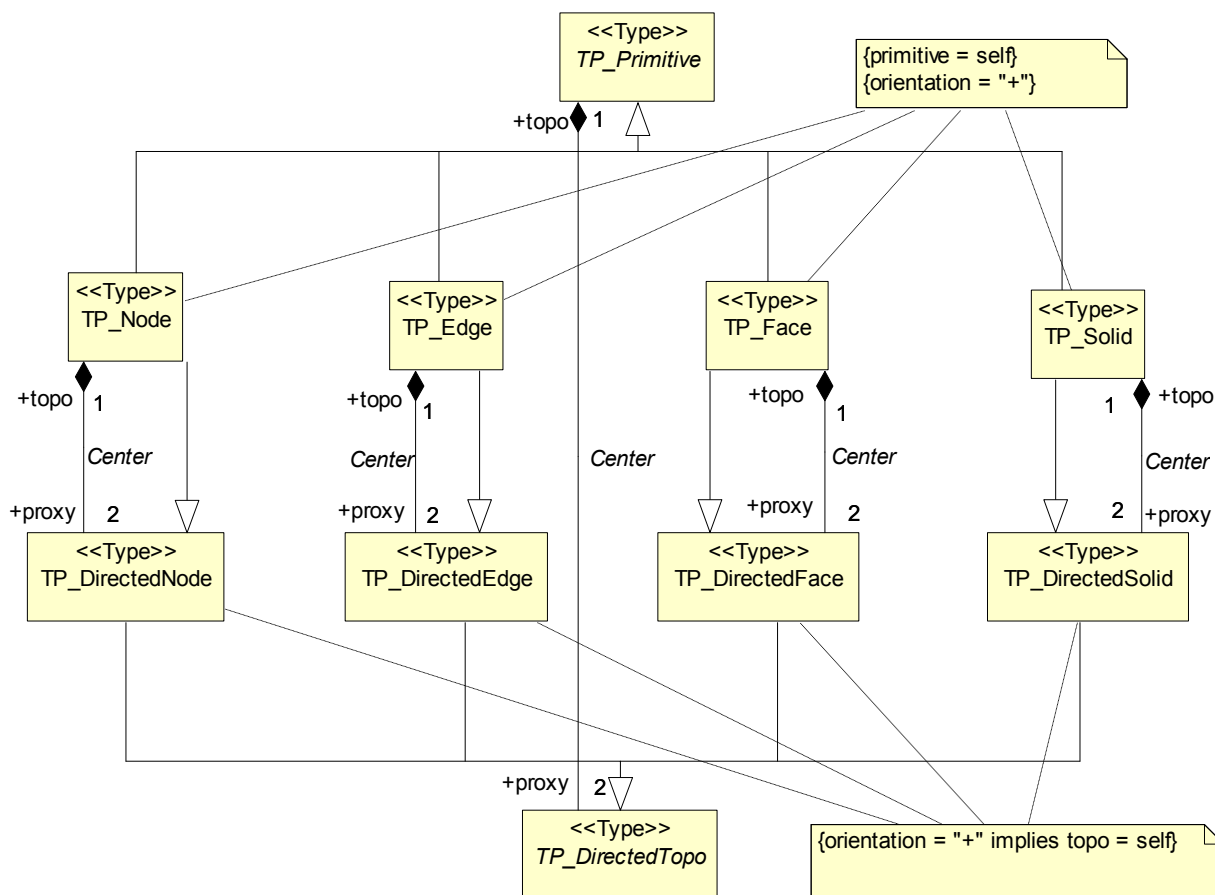 <<Type>>
TP_Primitive
{primitive = self}
{orientation = "+"}
+topo
1
<<Type>>
TP_Node
<<Type>>
TP_Edge
<<Type>>
TP_Face
<<Type>>
TP_Solid
+topo
1
+topo
1
+topo
1
1
+topo
Center
Center
Center
Center
Center
+proxy
2
+proxy
2
+proxy
2
2
+proxy
<<Type>>
TP_DirectedNode
<<Type>>
TP_DirectedEdge
<<Type>>
TP_DirectedFace
<<Type>>
TP_DirectedSolid
+proxy
2
<<Type>>
TP_DirectedTopo
{orientation = "+" implies topo = self}